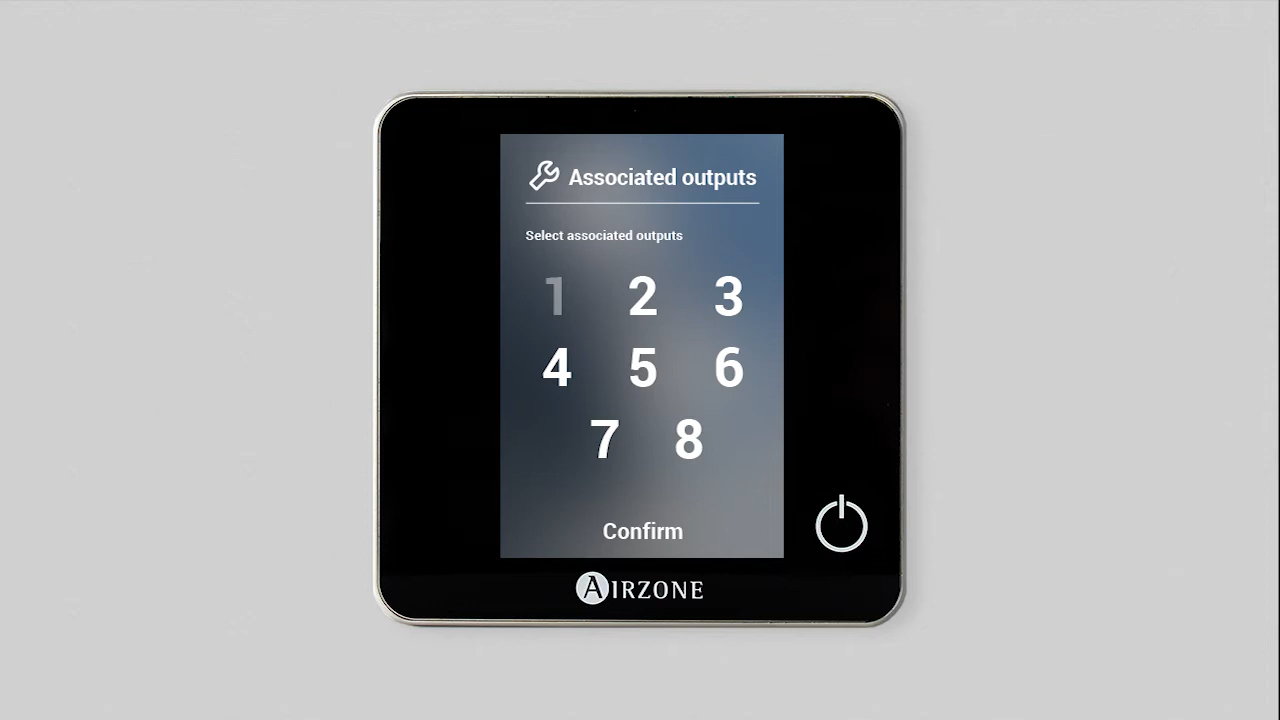 Associated outputs
Select associated outputs
1 2 3
4 5 6
7 8
Confirm
AIRZONE